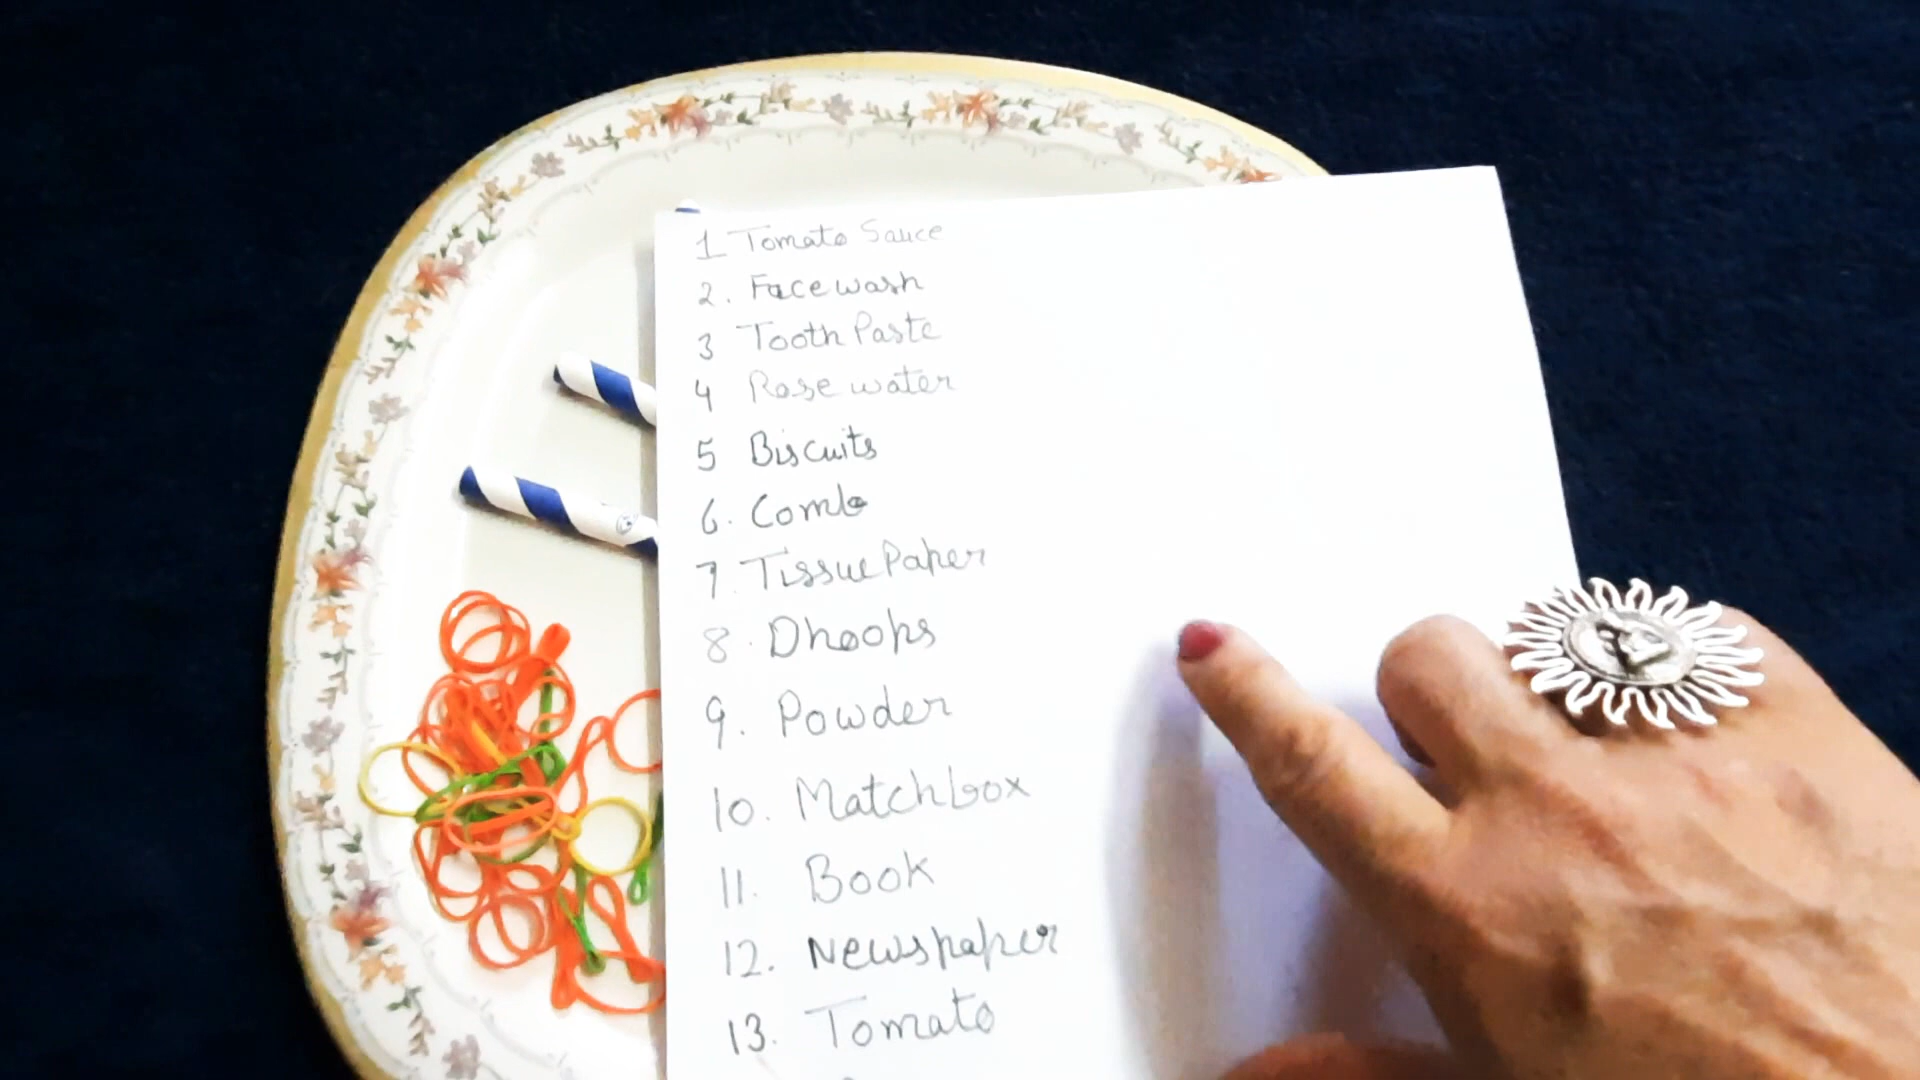 1 Tomato Sauce
2. Facewash
3 Tooth Paste
4 Rose water
5 Biscuits
6. Comb
7. Tissue Paper
8. Dhoops
9. Powder
10. Matchbox
11. Book
12. Newspaper
13. Tomato